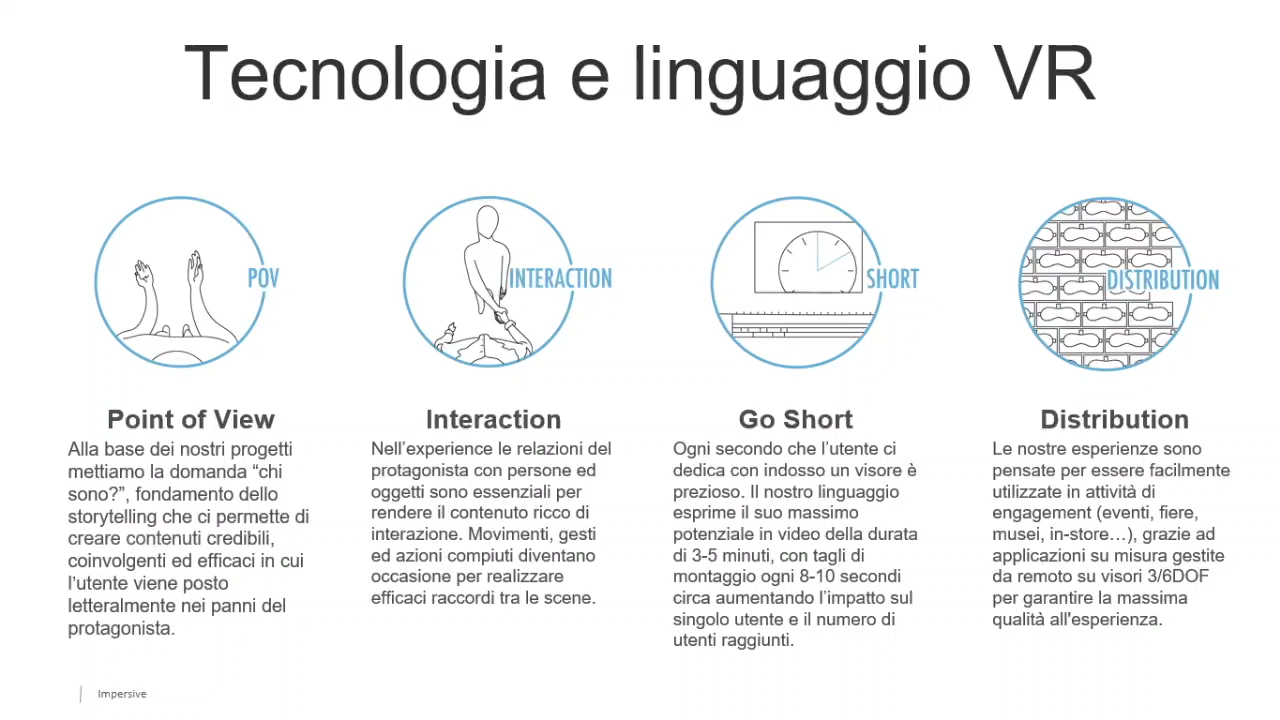 Tecnologia e linguaggio VR
POV
INTERACTION
SHORT
DISTRIBUTION
Point of View
Alla base dei nostri progetti
mettiamo la domanda “chi
sono?”, fondamento dello
storytelling che ci permette di
creare contenuti credibili,
coinvolgenti ed efficaci in cui
l’utente viene posto
letteralmente nei panni del
protagonista.
Interaction
Nell’experience le relazioni del
protagonista con persone ed
oggetti sono essenziali per
rendere il contenuto ricco di
interazione. Movimenti, gesti
ed azioni compiuti diventano
occasione per realizzare
efficaci raccordi tra le scene.
Go Short
Ogni secondo che l’utente ci
dedica con indosso un visore è
prezioso. Il nostro linguaggio
esprime il suo massimo
potenziale in video della durata
di 3-5 minuti, con tagli di
montaggio ogni 8-10 secondi
circa aumentando l’impatto sul
singolo utente e il numero di
utenti raggiunti.
Distribution
Le nostre esperienze sono
pensate per essere facilmente
utilizzate in attività di
engagement (eventi, fiere,
musei, in-store…), grazie ad
applicazioni su misura gestite
da remoto su visori 3/6DOF
per garantire la massima
qualità all'esperienza.
Impersive